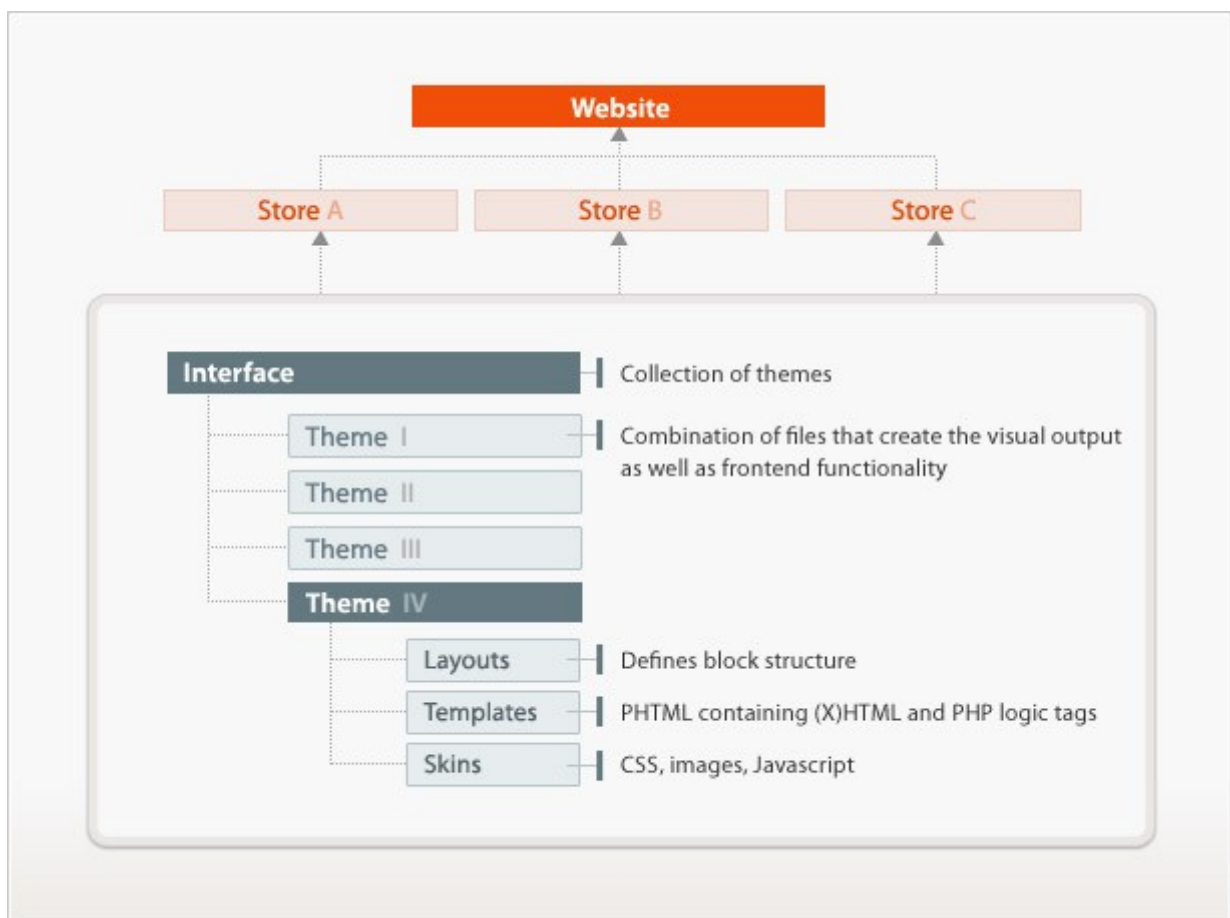 Website
Store A
Store B
Store C
Interface
Collection of themes
Theme I
Combination of files that create the visual output
as well as frontend functionality
Theme II
Theme III
Theme IV
Layouts
Defines block structure
Templates
PHTML containing (X)HTML and PHP logic tags
Skins
CSS, images, Javascript